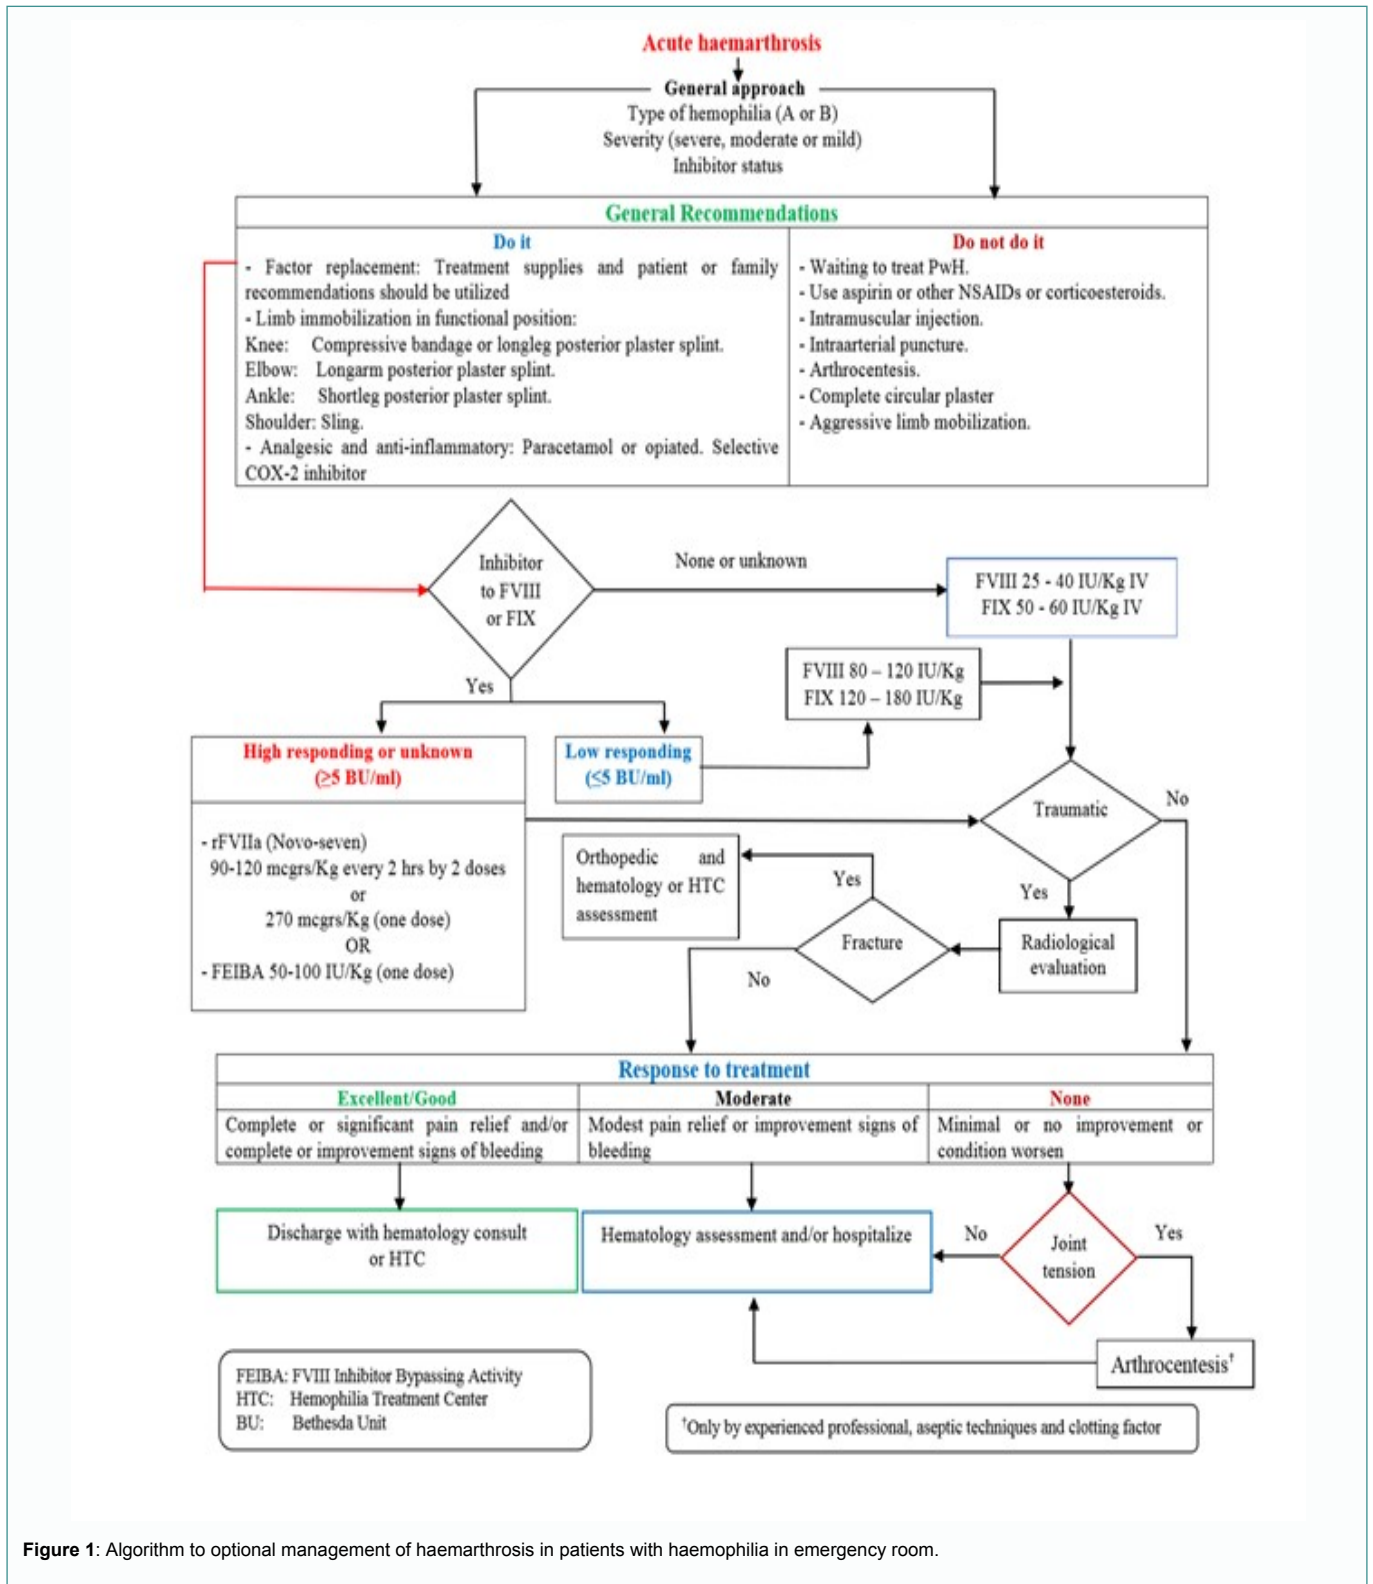 Acute haemarthrosis
General approach
Type of hemophilia (A or B)
Severity (severe, moderate or mild)
Inhibitor status
General Recommendations
Do it
- Factor replacement: Treatment supplies and patient or family
recommendations should be utilized
- Limb immobilization in functional position:
Knee: Compressive bandage or longleg posterior plaster splint.
Elbow: Longarm posterior plaster splint.
Ankle: Shortleg posterior plaster splint.
Shoulder: Sling.
- Analgesic and anti-inflammatory: Paracetamol or opiated. Selective
COX-2 inhibitor
Do not do it
- Waiting to treat PwH.
- Use aspirin or other NSAIDs or corticoesteroids.
- Intramuscular injection.
- Intraarterial puncture.
- Arthrocentesis.
- Complete circular plaster
- Aggressive limb mobilization.
Inhibitor
to FVIII
or FIX
None or unknown
FVIII 25 - 40 IU/Kg IV
FIX 50 - 60 IU/Kg IV
Yes
FVIII 80 – 120 IU/Kg
FIX 120 – 180 IU/Kg
High responding or unknown
(≥5 BU/ml)
Low responding
(≤5 BU/ml)
- rFVIIa (Novo-seven)
90-120 mcgrs/Kg every 2 hrs by 2 doses
or
270 mcgrs/Kg (one dose)
OR
- FEIBA 50-100 IU/Kg (one dose)
Traumatic
No
Yes
Radiological
evaluation
Fracture
Yes
Orthopedic and
hematology or HTC
assessment
No
Response to treatment
Excellent/Good
Complete or significant pain relief and/or
complete or improvement signs of bleeding
Moderate
Modest pain relief or improvement signs of
bleeding
None
Minimal or no improvement or
condition worsen
Discharge with hematology consult
or HTC
Hematology assessment and/or hospitalize
No
Joint
tension
Yes
Arthrocentesis†
FEIBA: FVIII Inhibitor Bypassing Activity
HTC: Hemophilia Treatment Center
BU: Bethesda Unit
†Only by experienced professional, aseptic techniques and clotting factor
Figure 1: Algorithm to optional management of haemarthrosis in patients with haemophilia in emergency room.